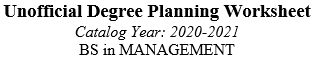 Unofficial Degree Planning Worksheet
Catalog Year: 2020-2021
BS in MANAGEMENT